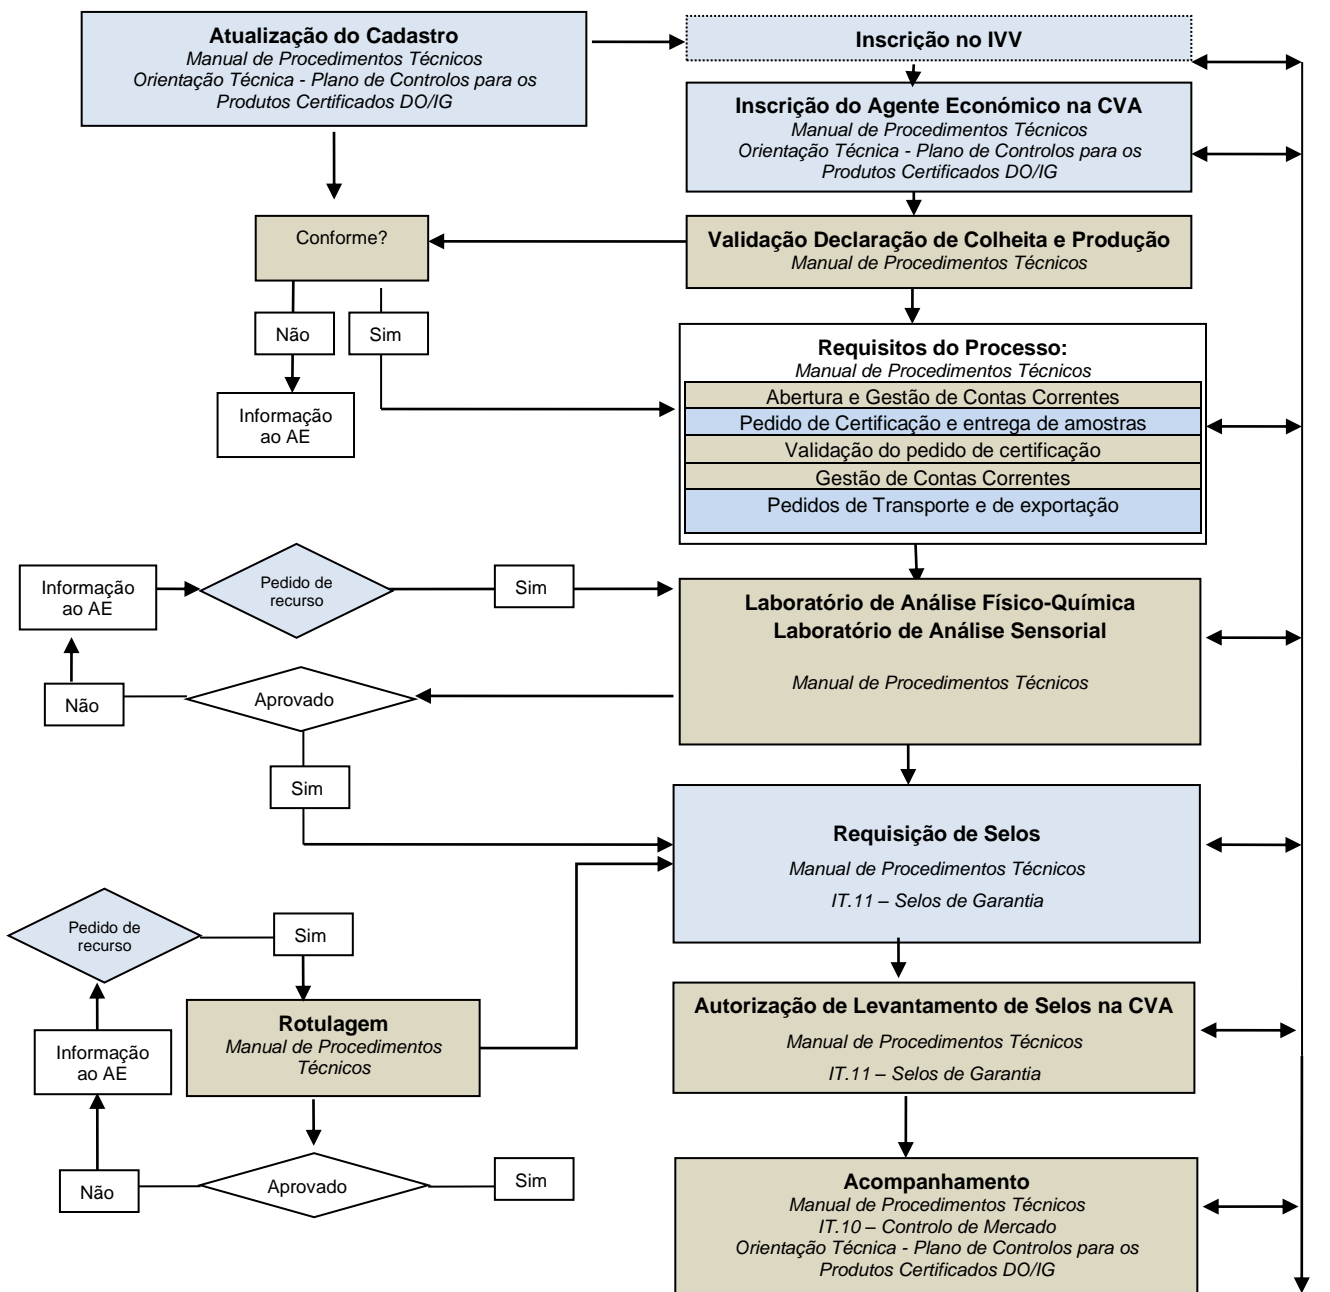 Atualização do Cadastro
Manual de Procedimentos Técnicos
Orientação Técnica - Plano de Controlos para os
Produtos Certificados DO/IG
Inscrição no IVV
Inscrição do Agente Económico na CVA
Manual de Procedimentos Técnicos
Orientação Técnica - Plano de Controlos para os
Produtos Certificados DO/IG
Conforme?
Validação Declaração de Colheita e Produção
Manual de Procedimentos Técnicos
Não
Sim
Informação
ao AE
Requisitos do Processo:
Manual de Procedimentos Técnicos
Abertura e Gestão de Contas Correntes
Pedido de Certificação e entrega de amostras
Validação do pedido de certificação
Gestão de Contas Correntes
Pedidos de Transporte e de exportação
Informação
ao AE
Pedido de
recurso
Sim
Laboratório de Análise Físico-Química
Laboratório de Análise Sensorial
Manual de Procedimentos Técnicos
Não
Aprovado
Sim
Requisição de Selos
Manual de Procedimentos Técnicos
IT.11 – Selos de Garantia
Pedido de
recurso
Sim
Informação
ao AE
Rotulagem
Manual de Procedimentos
Técnicos
Autorização de Levantamento de Selos na CVA
Manual de Procedimentos Técnicos
IT.11 – Selos de Garantia
Não
Aprovado
Sim
Acompanhamento
Manual de Procedimentos Técnicos
IT.10 – Controlo de Mercado
Orientação Técnica - Plano de Controlos para os
Produtos Certificados DO/IG